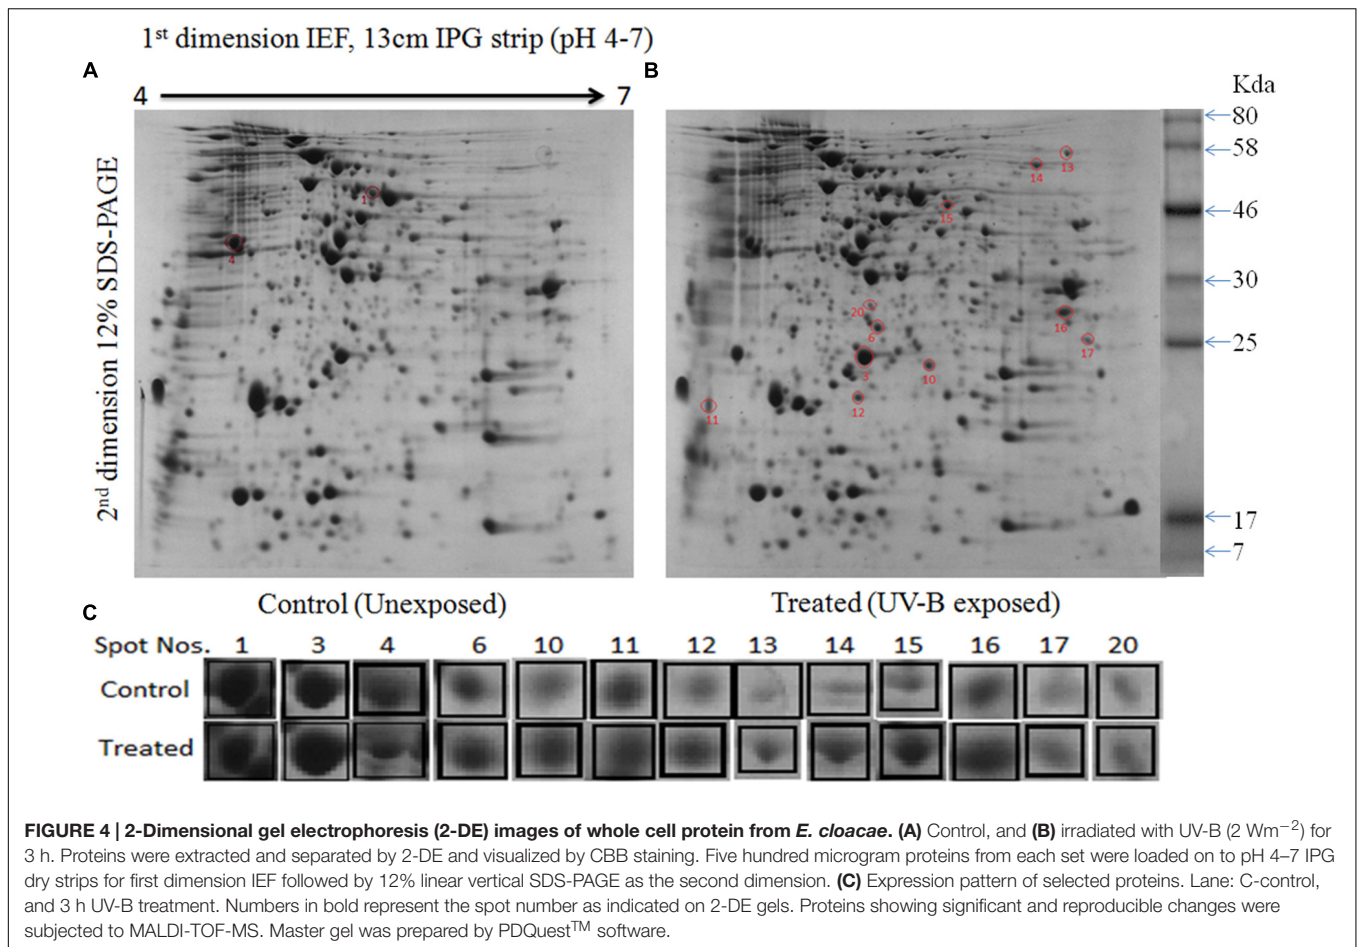 1st dimension IEF, 13cm IPG strip (pH 4-7)
A
B
4
7
Kda
80
58
46
30
25
17
7
2nd dimension 12% SDS-PAGE
1
4
13
14
15
20
6
16
17
3
10
12
11
Control (Unexposed)
Treated (UV-B exposed)
C
Spot Nos. 1 3 4 6 10 11 12 13 14 15 16 17 20
Control
Treated
FIGURE 4 | 2-Dimensional gel electrophoresis (2-DE) images of whole cell protein from E. cloacae. (A) Control, and (B) irradiated with UV-B (2 Wm−2) for
3 h. Proteins were extracted and separated by 2-DE and visualized by CBB staining. Five hundred microgram proteins from each set were loaded on to pH 4–7 IPG
dry strips for first dimension IEF followed by 12% linear vertical SDS-PAGE as the second dimension. (C) Expression pattern of selected proteins. Lane: C-control,
and 3 h UV-B treatment. Numbers in bold represent the spot number as indicated on 2-DE gels. Proteins showing significant and reproducible changes were
subjected to MALDI-TOF-MS. Master gel was prepared by PDQuest™ software.